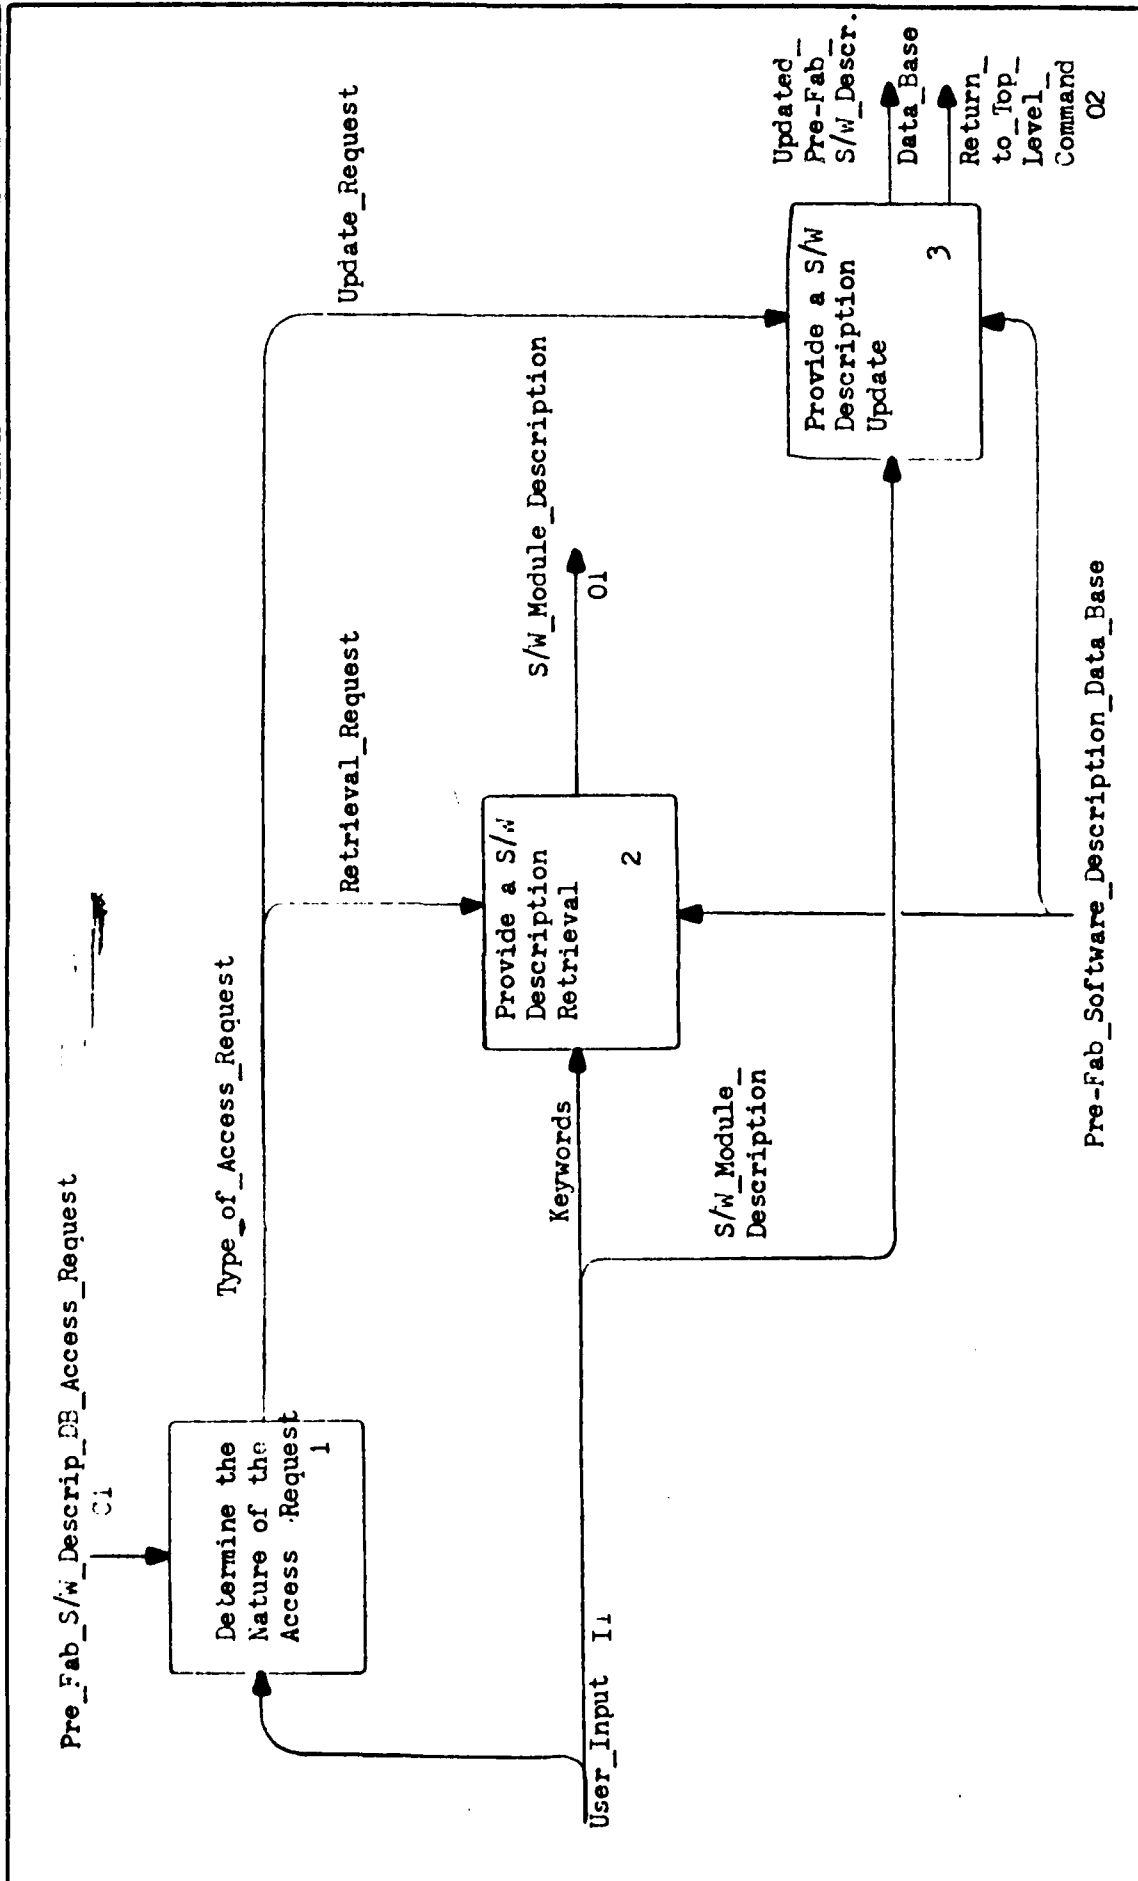 Pre_Fab_S/W_Descrip_DB_Access_Request
C1
Determine the
Nature of the
Access Request
1
Type_of_Access_Request
Retrieval_Request
Update_Request
User_Input I1
Keywords
Provide a S/W
Description
Retrieval
2
S/W_Module_Description
O1
S/W_Module_
Description
Provide a S/W
Description
Update
3
Updated_
Pre-Fab_
S/W_Descr.
Data_Base
Return_
to_Top_
Level_
Command
O2
Pre-Fab_Software_Description_Data_Base